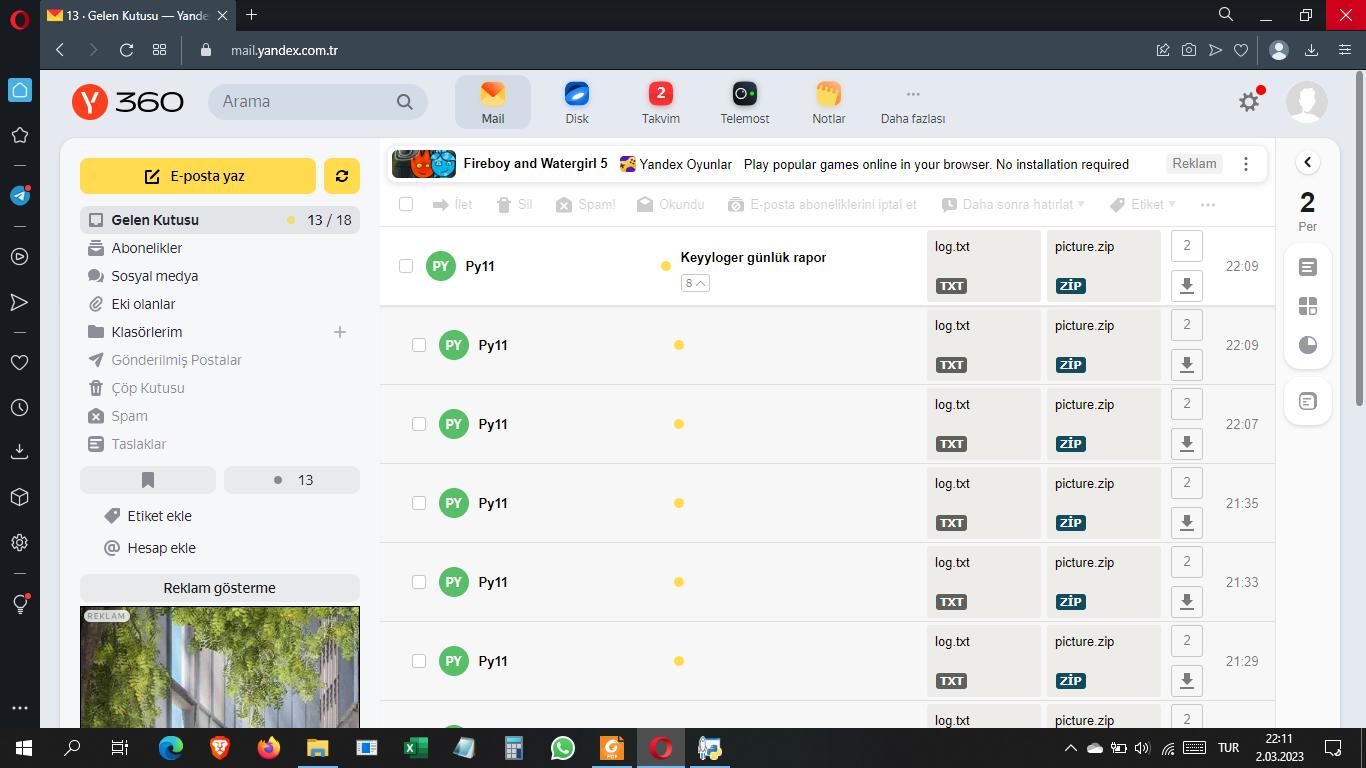 13 · Gelen Kutusu — Yande
mail.yandex.com.tr
Y 360
Arama
Mail
Disk
2
Takvim
Telemost
Notlar
Daha fazlası
E-posta yaz
Gelen Kutusu 13 / 18
Abonelikler
Sosyal medya
Eki olanlar
Klasörlerim
Gönderilmiş Postalar
Çöp Kutusu
Spam
Taslaklar
13
Etiket ekle
Hesap ekle
Reklam gösterme
REKLAM
Fireboy and Watergirl 5 Yandex Oyunlar Play popular games online in your browser. No installation required Reklam
İlet Sil Spam! Okundu E-posta aboneliklerini iptal et Daha sonra hatırlat Etiket
PY Py11 Keyyloger günlük rapor 8 log.txt TXT picture.zip ZİP 2 22:09
PY Py11 log.txt TXT picture.zip ZİP 2 22:09
PY Py11 log.txt TXT picture.zip ZİP 2 22:07
PY Py11 log.txt TXT picture.zip ZİP 2 21:35
PY Py11 log.txt TXT picture.zip ZİP 2 21:33
PY Py11 log.txt TXT picture.zip ZİP 2 21:29
log.txt picture.zip 2
2
Per
TUR
22:11
2.03.2023